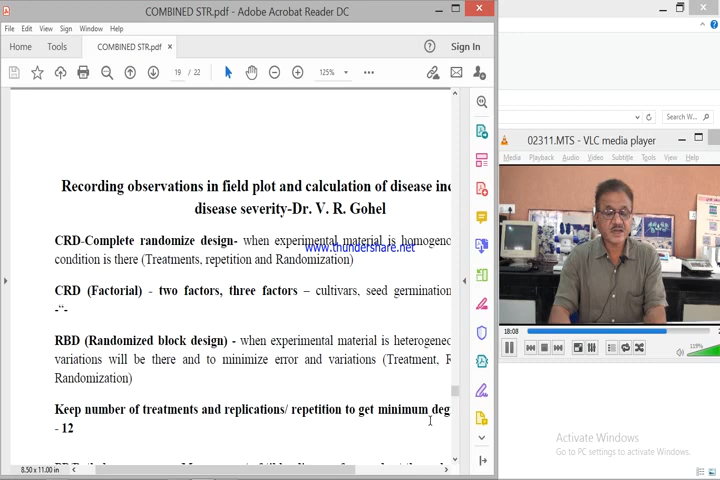 COMBINED STR.pdf - Adobe Acrobat Reader DC
File Edit View Sign Window Help
Home Tools COMBINED STR.pdf × Sign In
19 / 22 125%
Recording observations in field plot and calculation of disease inc
disease severity-Dr. V. R. Gohel
CRD-Complete randomize design- when experimental material is homogen
www.thundershare.net
condition is there (Treatments, repetition and Randomization)
CRD (Factorial) - two factors, three factors – cultivars, seed germination
-“-
RBD (Randomized block design) - when experimental material is heterogene
variations will be there and to minimize error and variations (Treatment, R
Randomization)
Keep number of treatments and replications/ repetition to get minimum deg
- 12
8.50 x 11.00 in
Search W...
02311.MTS - VLC media player
Media Playback Audio Video Subtitle Tools View Help
18:08
119%
Activate Windows
Go to PC settings to activate Windows.